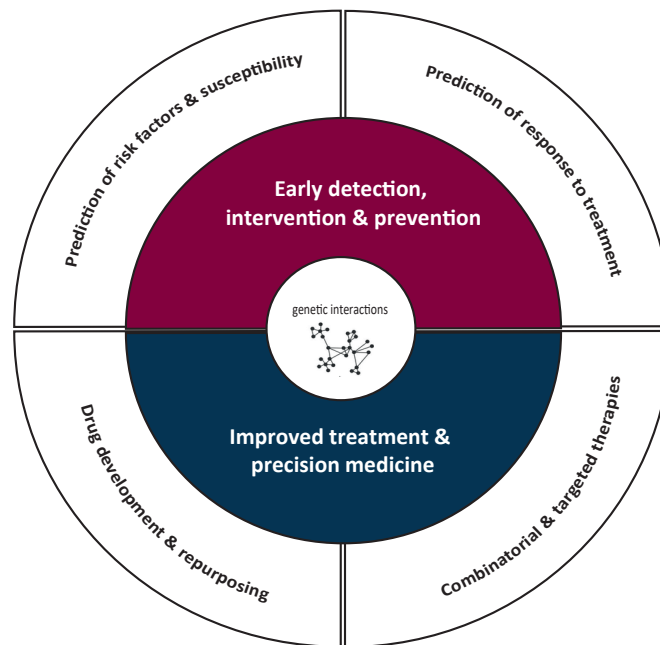 Prediction of risk factors & susceptibility
Prediction of response to treatment
Early detection,
intervention & prevention
genetic interactions
Improved treatment &
precision medicine
Drug development & repurposing
Combinatorial & targeted therapies